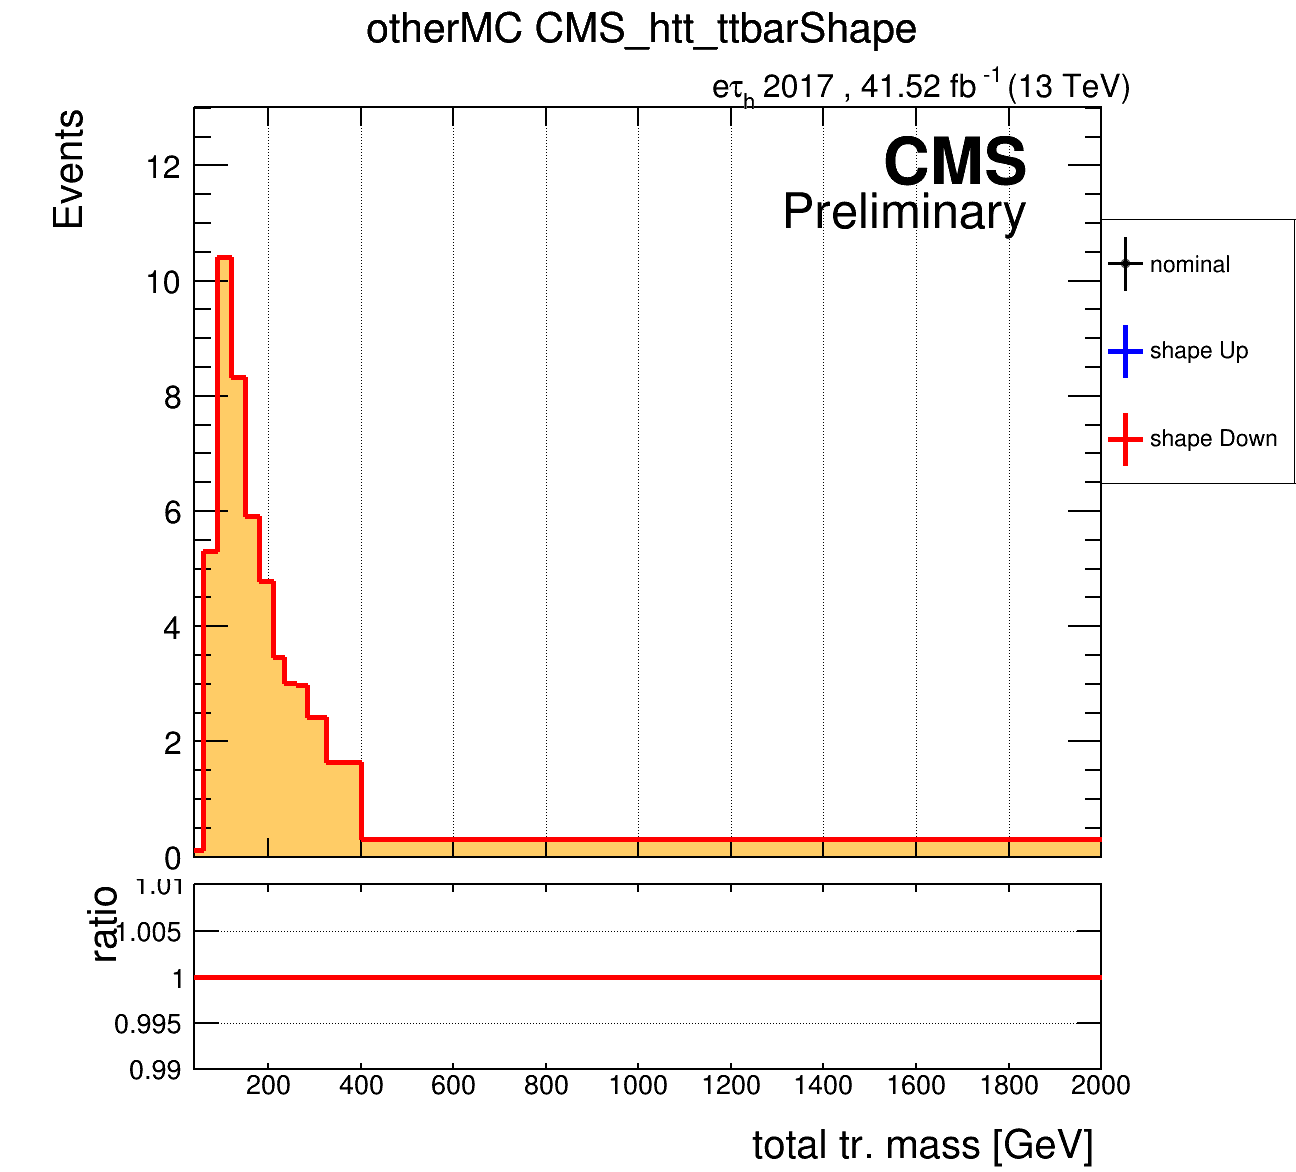 otherMC CMS_htt_ttbarShape
eτh 2017 , 41.52 fb -1 (13 TeV)
Events
CMS
Preliminary
12
10
8
6
4
2
0
nominal
shape Up
shape Down
ratio
1.01
1.005
1
0.995
0.99
200 400 600 800 1000 1200 1400 1600 1800 2000
total tr. mass [GeV]